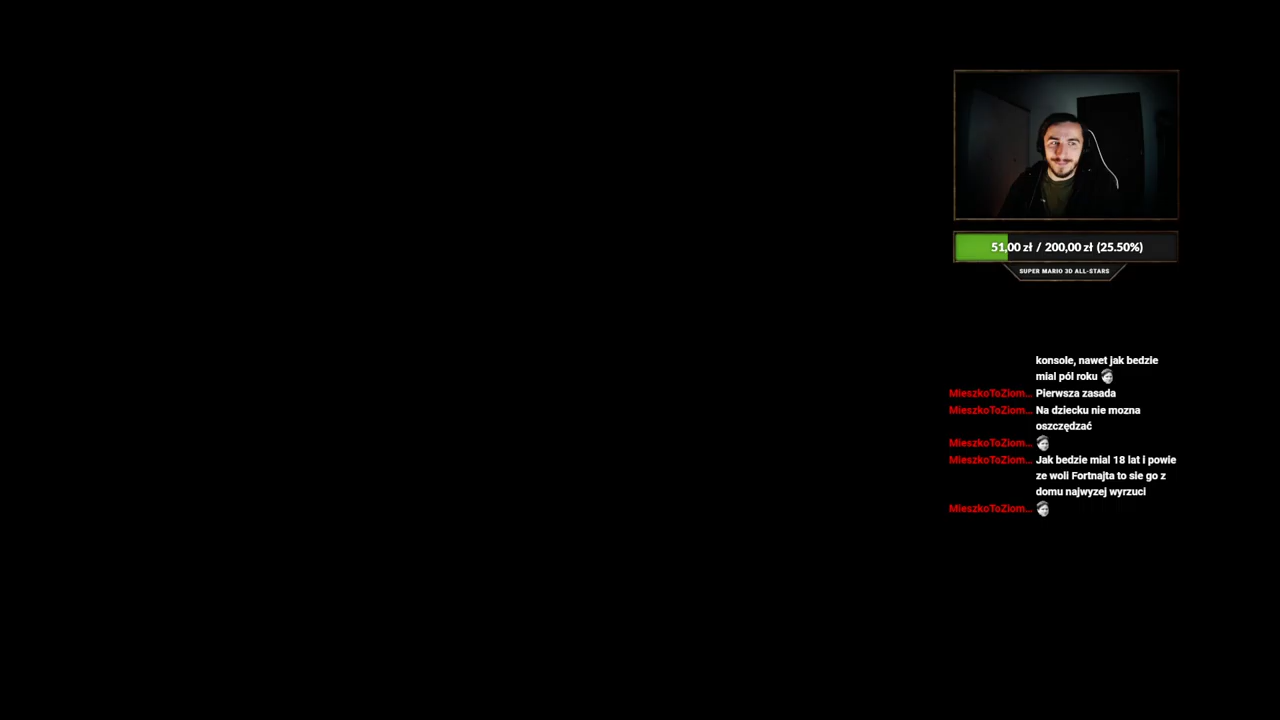 51,00 zł / 200,00 zł (25.50%)
SUPER MARIO 3D ALL-STARS
konsole, nawet jak bedzie
mial pól roku
MieszkoToZiom... Pierwsza zasada
MieszkoToZiom... Na dziecku nie mozna
oszczędzać
MieszkoToZiom...
MieszkoToZiom... Jak bedzie mial 18 lat i powie
ze woli Fortnajta to sie go z
domu najwyzej wyrzuci
MieszkoToZiom...